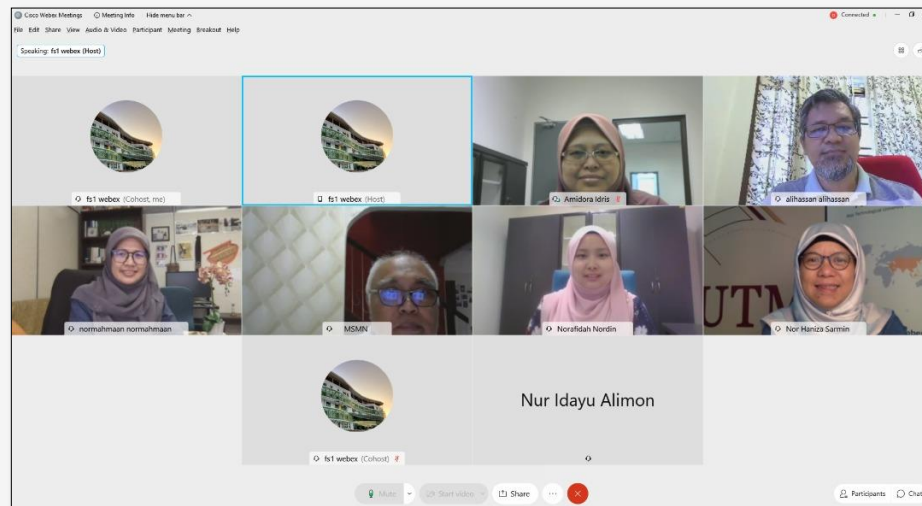 Cisco Webex Meetings Meeting Info Hide menu bar
Connected
File Edit Share View Audio & Video Participant Meeting Breakout Help
Speaking: fs1 webex (Host)
fs1 webex (Cohost, me)
fs1 webex (Host)
Amidora Idris
alihassan alihassan
normahmaan normahmaan
MSMN
Norafidah Nordin
UTM
Nor Haniza Sarmin
fs1 webex (Cohost)
Nur Idayu Alimon
Mute Start video Share
Participants Chat